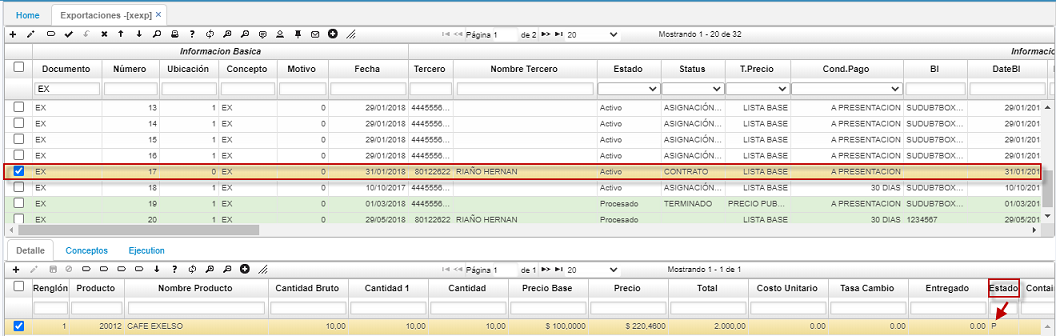 Home Exportaciones -[xexp] ×
Página 1 de 2 20 Mostrando 1 - 20 de 32
Informacion Basica Informacio
Documento Número Ubicación Concepto Motivo Fecha Tercero Nombre Tercero Estado Status T.Precio Cond.Pago BI DateBI
EX
EX 13 1 EX 0 29/01/2018 4445556... Activo ASIGNACIÓN... LISTA BASE A PRESENTACION SUDUB7BOX... 29/01/201
EX 14 1 EX 0 29/01/2018 4445556... Activo ASIGNACIÓN... LISTA BASE A PRESENTACION SUDUB7BOX... 29/01/201
EX 15 1 EX 0 29/01/2018 4445556... Activo ASIGNACIÓN... LISTA BASE A PRESENTACION SUDUB7BOX... 29/01/201
EX 16 1 EX 0 29/01/2018 4445556... Activo ASIGNACIÓN... LISTA BASE A PRESENTACION SUDUB7BOX... 29/01/201
EX 17 0 EX 0 31/01/2018 80122622 RIAÑO HERNAN Activo CONTRATO LISTA BASE A PRESENTACION 31/01/201
EX 18 1 EX 0 10/10/2017 4445556... Activo ASIGNACIÓN... LISTA BASE 30 DIAS SUDUB7BOX... 10/10/201
EX 19 1 EX 0 01/03/2018 4445556... Procesado TERMINADO PRECIO PUB... A PRESENTACION SUDUB7BOX... 01/03/201
EX 20 1 EX 0 29/05/2018 80122622 RIAÑO HERNAN Procesado LISTA BASE 30 DIAS 1234567 29/05/201
Detalle Conceptos Ejecution
Página 1 de 1 20 Mostrando 1 - 1 de 1
Renglón Producto Nombre Producto Cantidad Bruto Cantidad 1 Cantidad Precio Base Precio Total Costo Unitario Tasa Cambio Entregado Estado Contai
1 20012 CAFE EXELSO 10,00 10,00 10,00 $ 100,0000 $ 220,4600 2.000,00 0.00 0.00 0.00 P